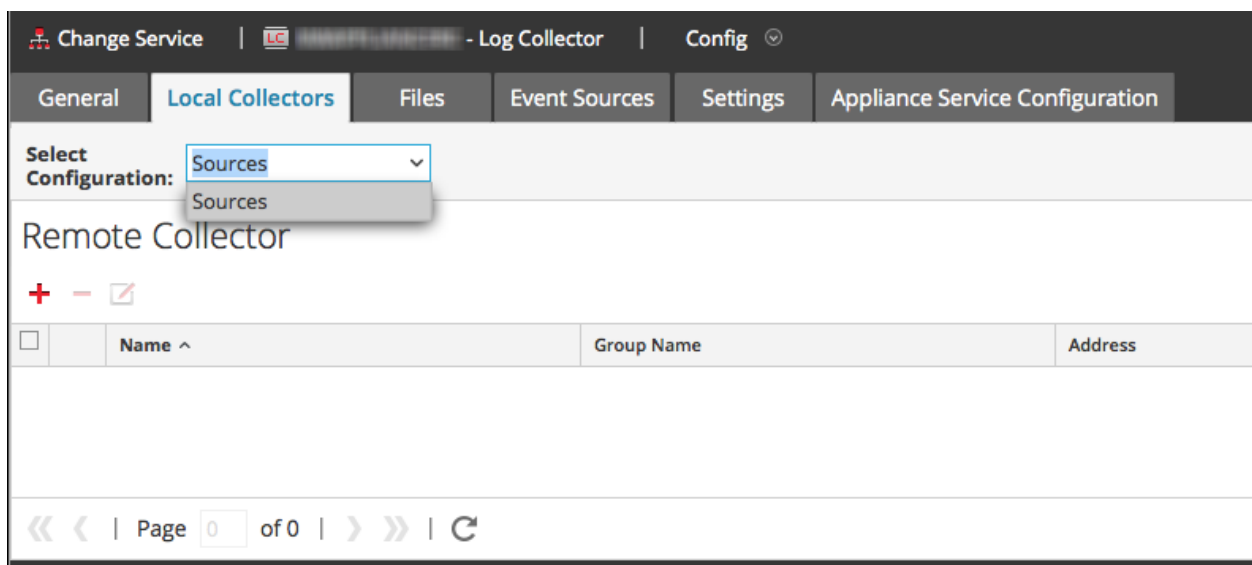 Change Service | LC - Log Collector | Config
General Local Collectors Files Event Sources Settings Appliance Service Configuration
Select Configuration: Sources
Sources
Remote Collector
Name Group Name Address
Page 0 of 0